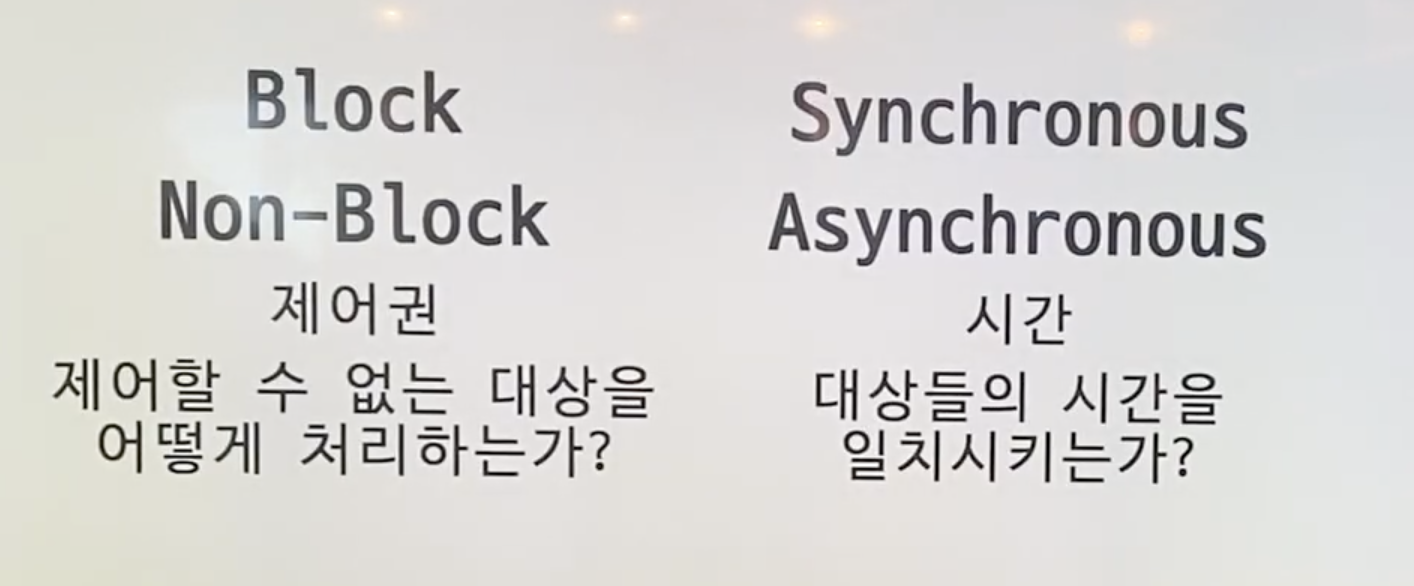 Block
Non-Block
제어권
제어할 수 없는 대상을
어떻게 처리하는가?
Synchronous
Asynchronous
시간
대상들의 시간을
일치시키는가?